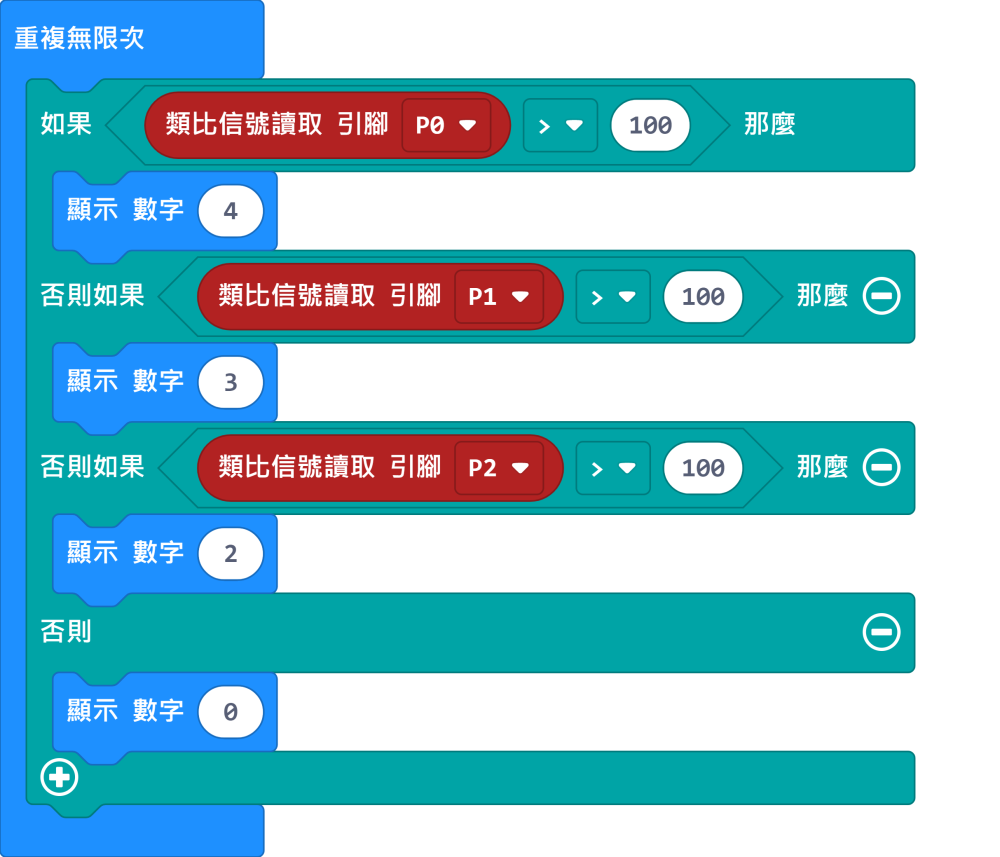 重複無限次
如果 類比信號讀取 引腳 P0 > 100 那麼
顯示 數字 4
否則如果 類比信號讀取 引腳 P1 > 100 那麼
顯示 數字 3
否則如果 類比信號讀取 引腳 P2 > 100 那麼
顯示 數字 2
否則
顯示 數字 0